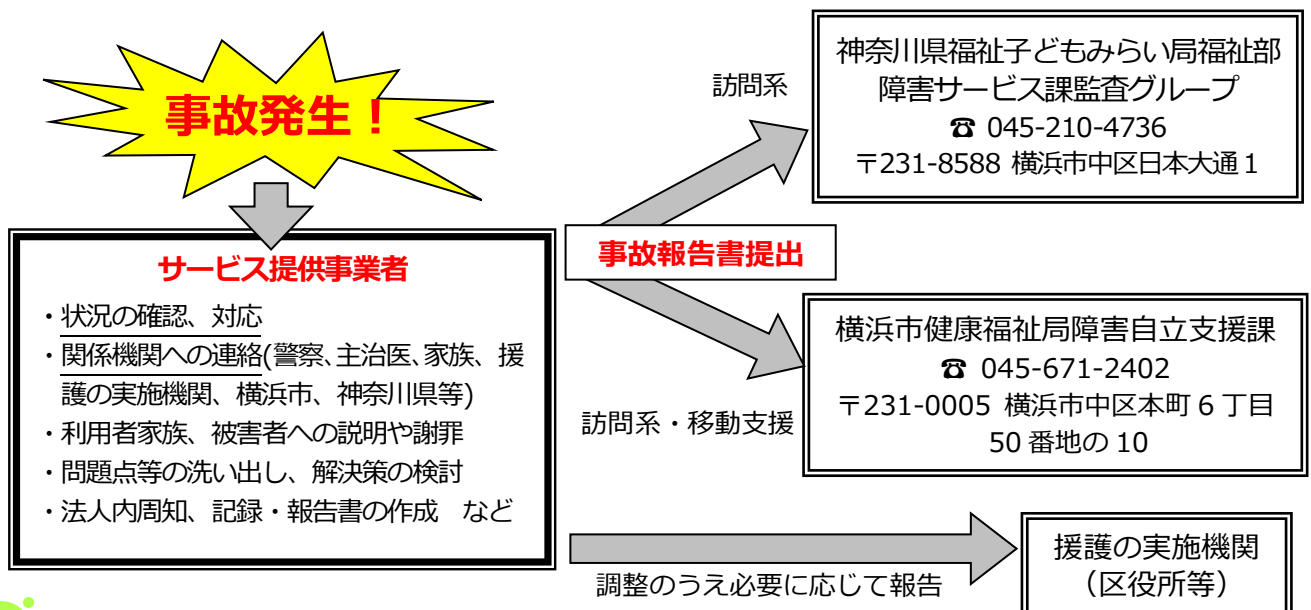 事故発生！
サービス提供事業者
・状況の確認、対応
・関係機関への連絡(警察、主治医、家族、援
護の実施機関、横浜市、神奈川県等)
・利用者家族、被害者への説明や謝罪
・問題点等の洗い出し、解決策の検討
・法人内周知、記録・報告書の作成　など
事故報告書提出
訪問系
神奈川県福祉子どもみらい局福祉部
障害サービス課監査グループ
☎ 045-210-4736
〒231-8588 横浜市中区日本大通１
訪問系・移動支援
横浜市健康福祉局障害自立支援課
☎ 045-671-2402
〒231-0005 横浜市中区本町６丁目
50 番地の 10
調整のうえ必要に応じて報告
援護の実施機関
（区役所等）